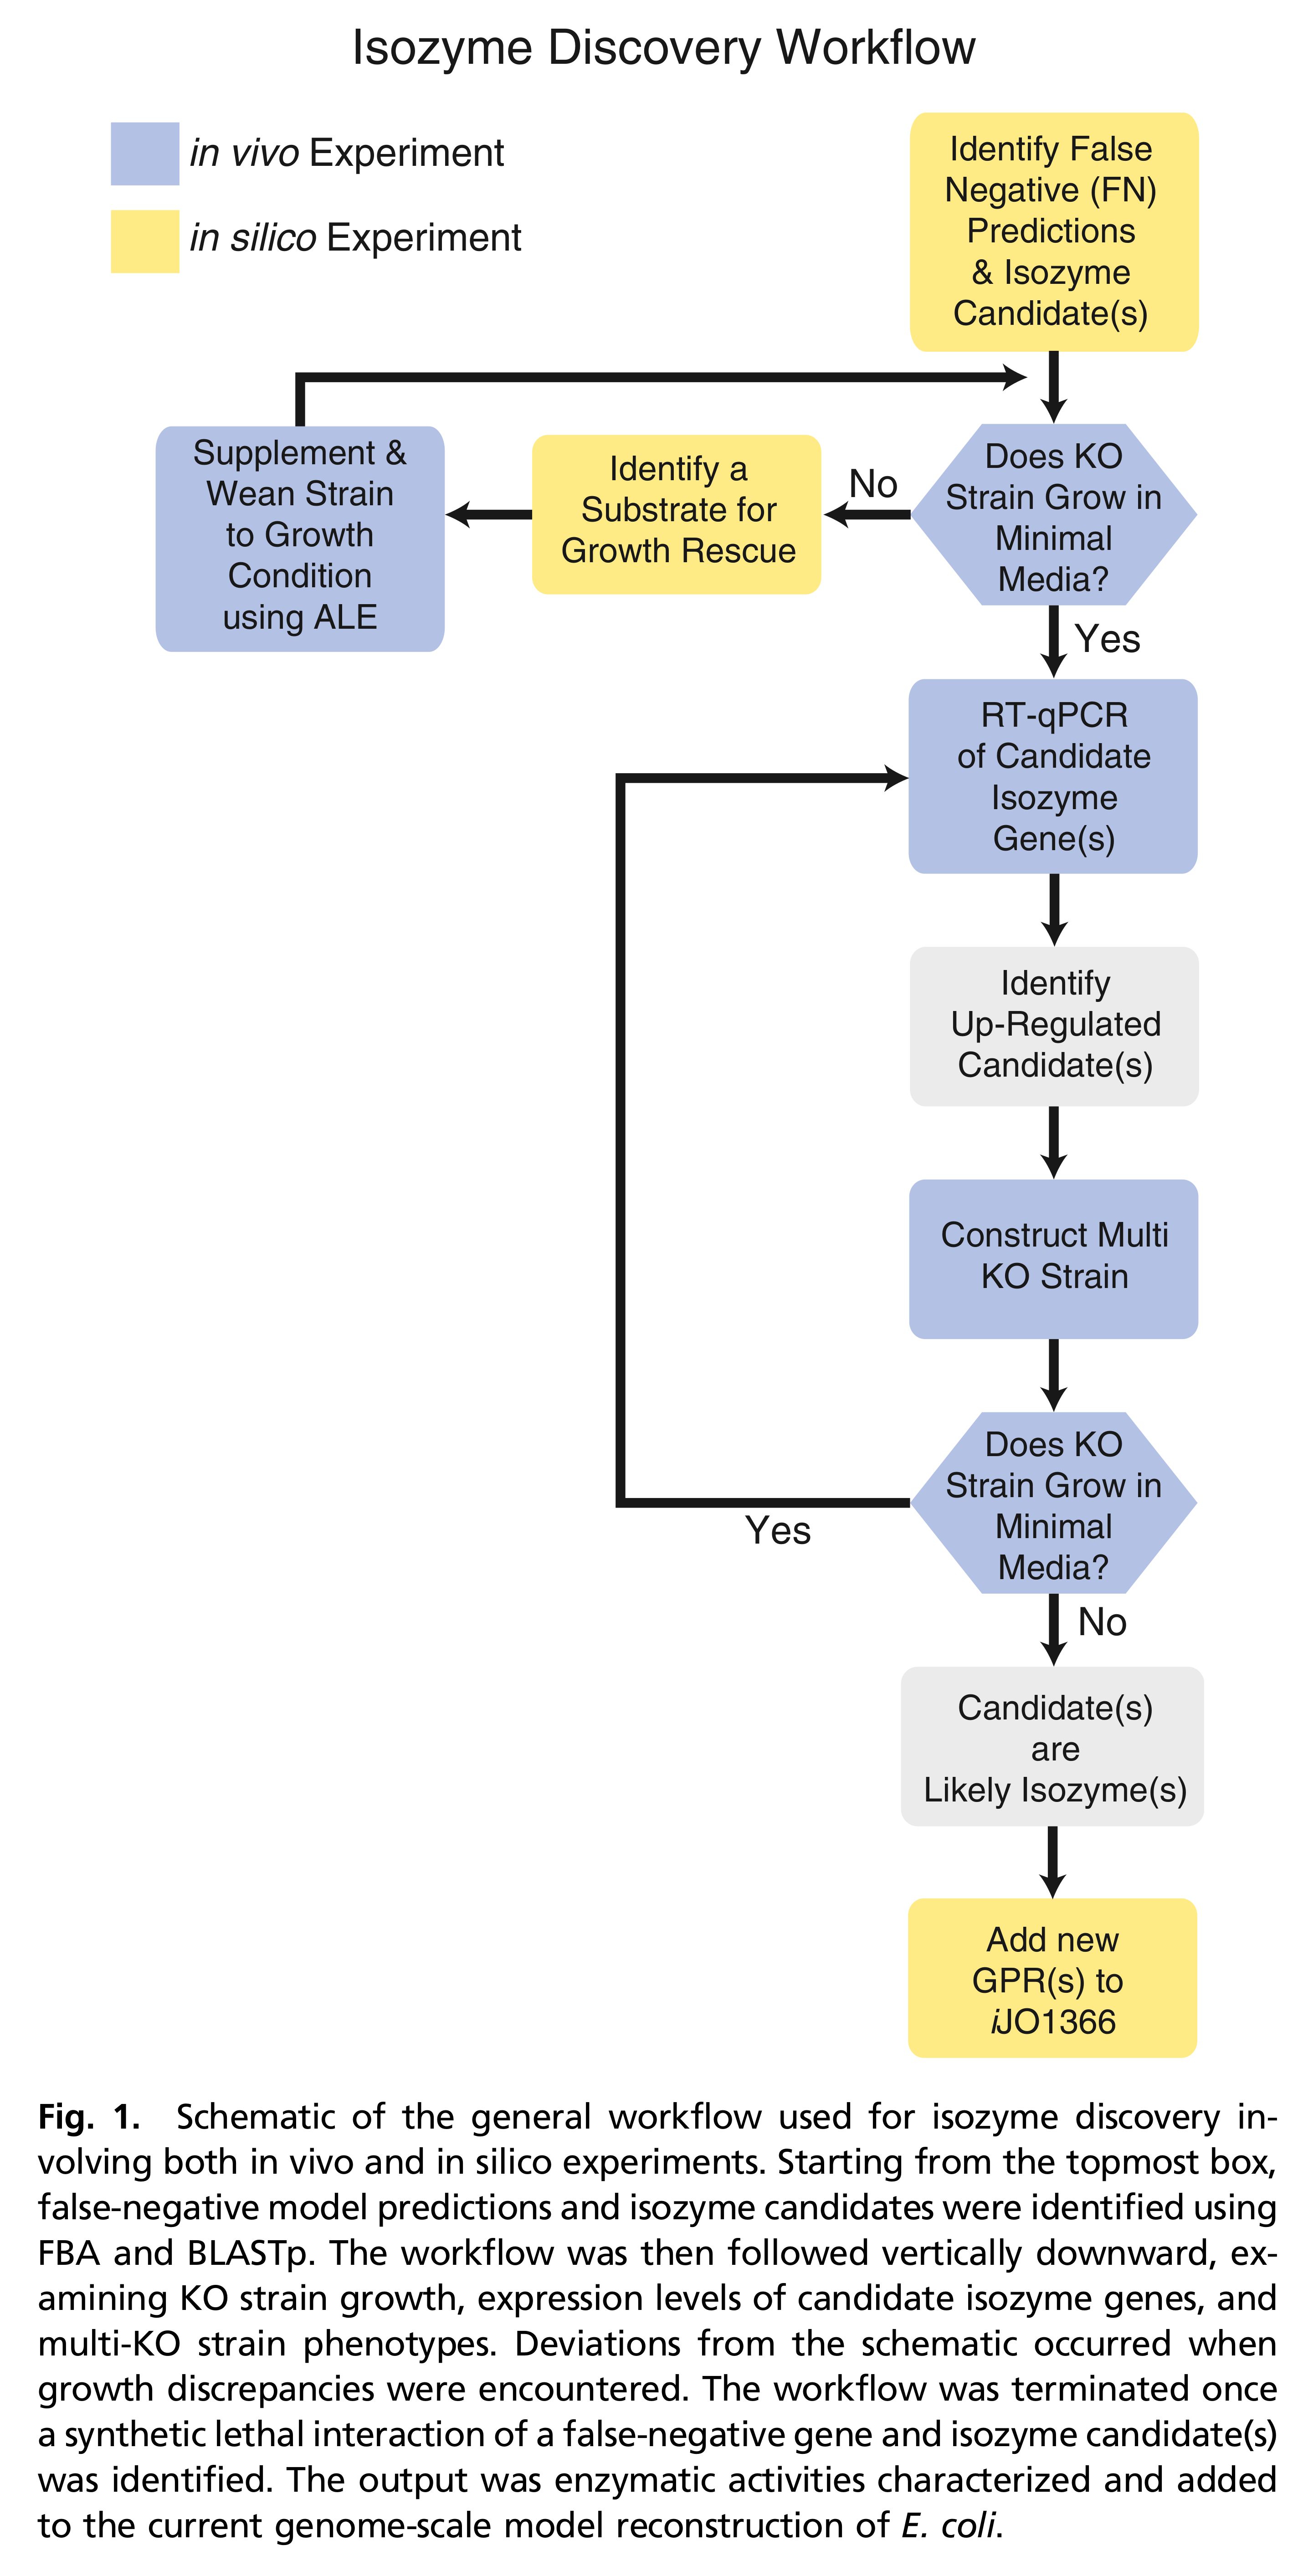 Isozyme Discovery Workflow
in vivo Experiment
in silico Experiment
Identify False
Negative (FN)
Predictions
& Isozyme
Candidate(s)
Does KO
Strain Grow in
Minimal
Media?
No
Identify a
Substrate for
Growth Rescue
Supplement &
Wean Strain
to Growth
Condition
using ALE
Yes
RT-qPCR
of Candidate
Isozyme
Gene(s)
Identify
Up-Regulated
Candidate(s)
Construct Multi
KO Strain
Does KO
Strain Grow in
Minimal
Media?
Yes
No
Candidate(s)
are
Likely Isozyme(s)
Add new
GPR(s) to
iJO1366
Fig. 1. Schematic of the general workflow used for isozyme discovery in-
volving both in vivo and in silico experiments. Starting from the topmost box,
false-negative model predictions and isozyme candidates were identified using
FBA and BLASTp. The workflow was then followed vertically downward, ex-
amining KO strain growth, expression levels of candidate isozyme genes, and
multi-KO strain phenotypes. Deviations from the schematic occurred when
growth discrepancies were encountered. The workflow was terminated once
a synthetic lethal interaction of a false-negative gene and isozyme candidate(s)
was identified. The output was enzymatic activities characterized and added
to the current genome-scale model reconstruction of E. coli.